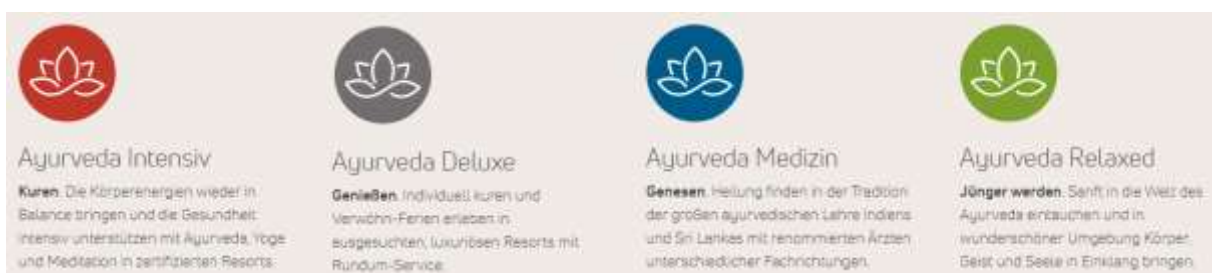 Ayurveda Intensiv
Kuren. Die Körperenergien wieder in
Balance bringen und die Gesundheit
intensiv unterstützen mit Ayurveda, Yoga
und Meditation in zertifizierten Resorts.
Ayurveda Deluxe
Genießen. Individuell kuren und
Verwöhn-Ferien erleben in
ausgesuchten, luxuriösen Resorts mit
Rundum-Service.
Ayurveda Medizin
Genesen. Heilung finden in der Tradition
der großen ayurvedischen Lehre Indiens
und Sri Lankas mit renommierten Ärzten
unterschiedlicher Fachrichtungen.
Ayurveda Relaxed
Jünger werden. Sanft in die Welt des
Ayurveda eintauchen und in
wunderschöner Umgebung Körper,
Geist und Seele in Einklang bringen.